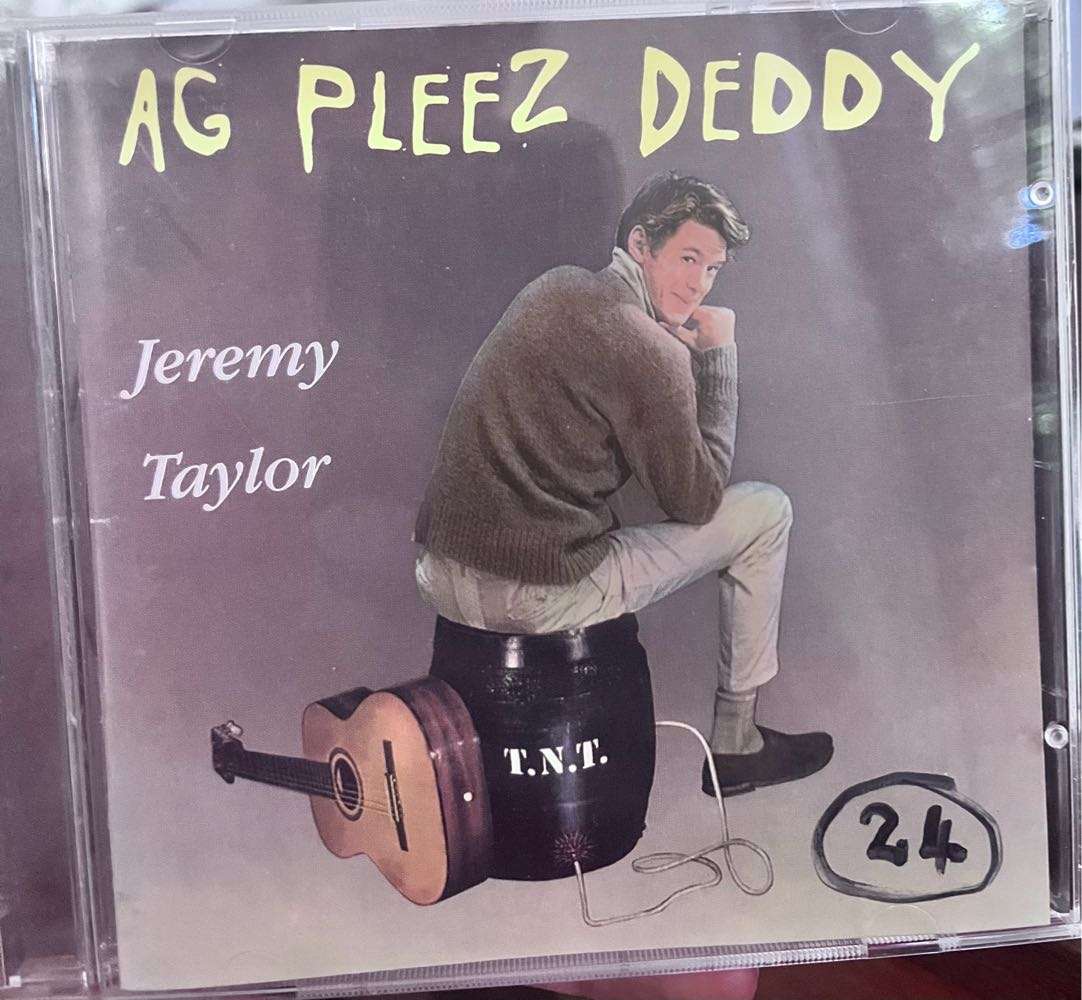 AG PLEEZ DEDDY
Jeremy
Taylor
T.N.T.
24